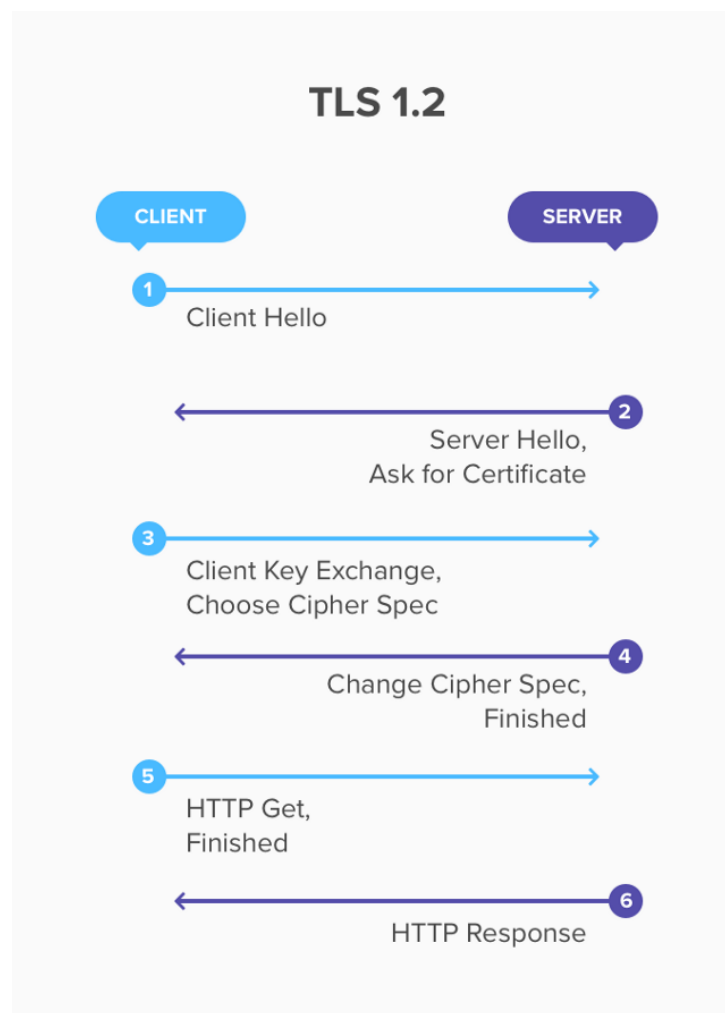 TLS 1.2
CLIENT
SERVER
1
Client Hello
2
Server Hello,
Ask for Certificate
3
Client Key Exchange,
Choose Cipher Spec
4
Change Cipher Spec,
Finished
5
HTTP Get,
Finished
6
HTTP Response